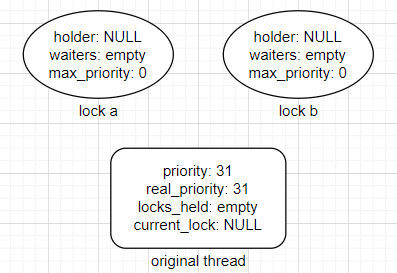 holder: NULL
waiters: empty
max_priority: 0
lock a
holder: NULL
waiters: empty
max_priority: 0
lock b
priority: 31
real_priority: 31
locks_held: empty
current_lock: NULL
original thread